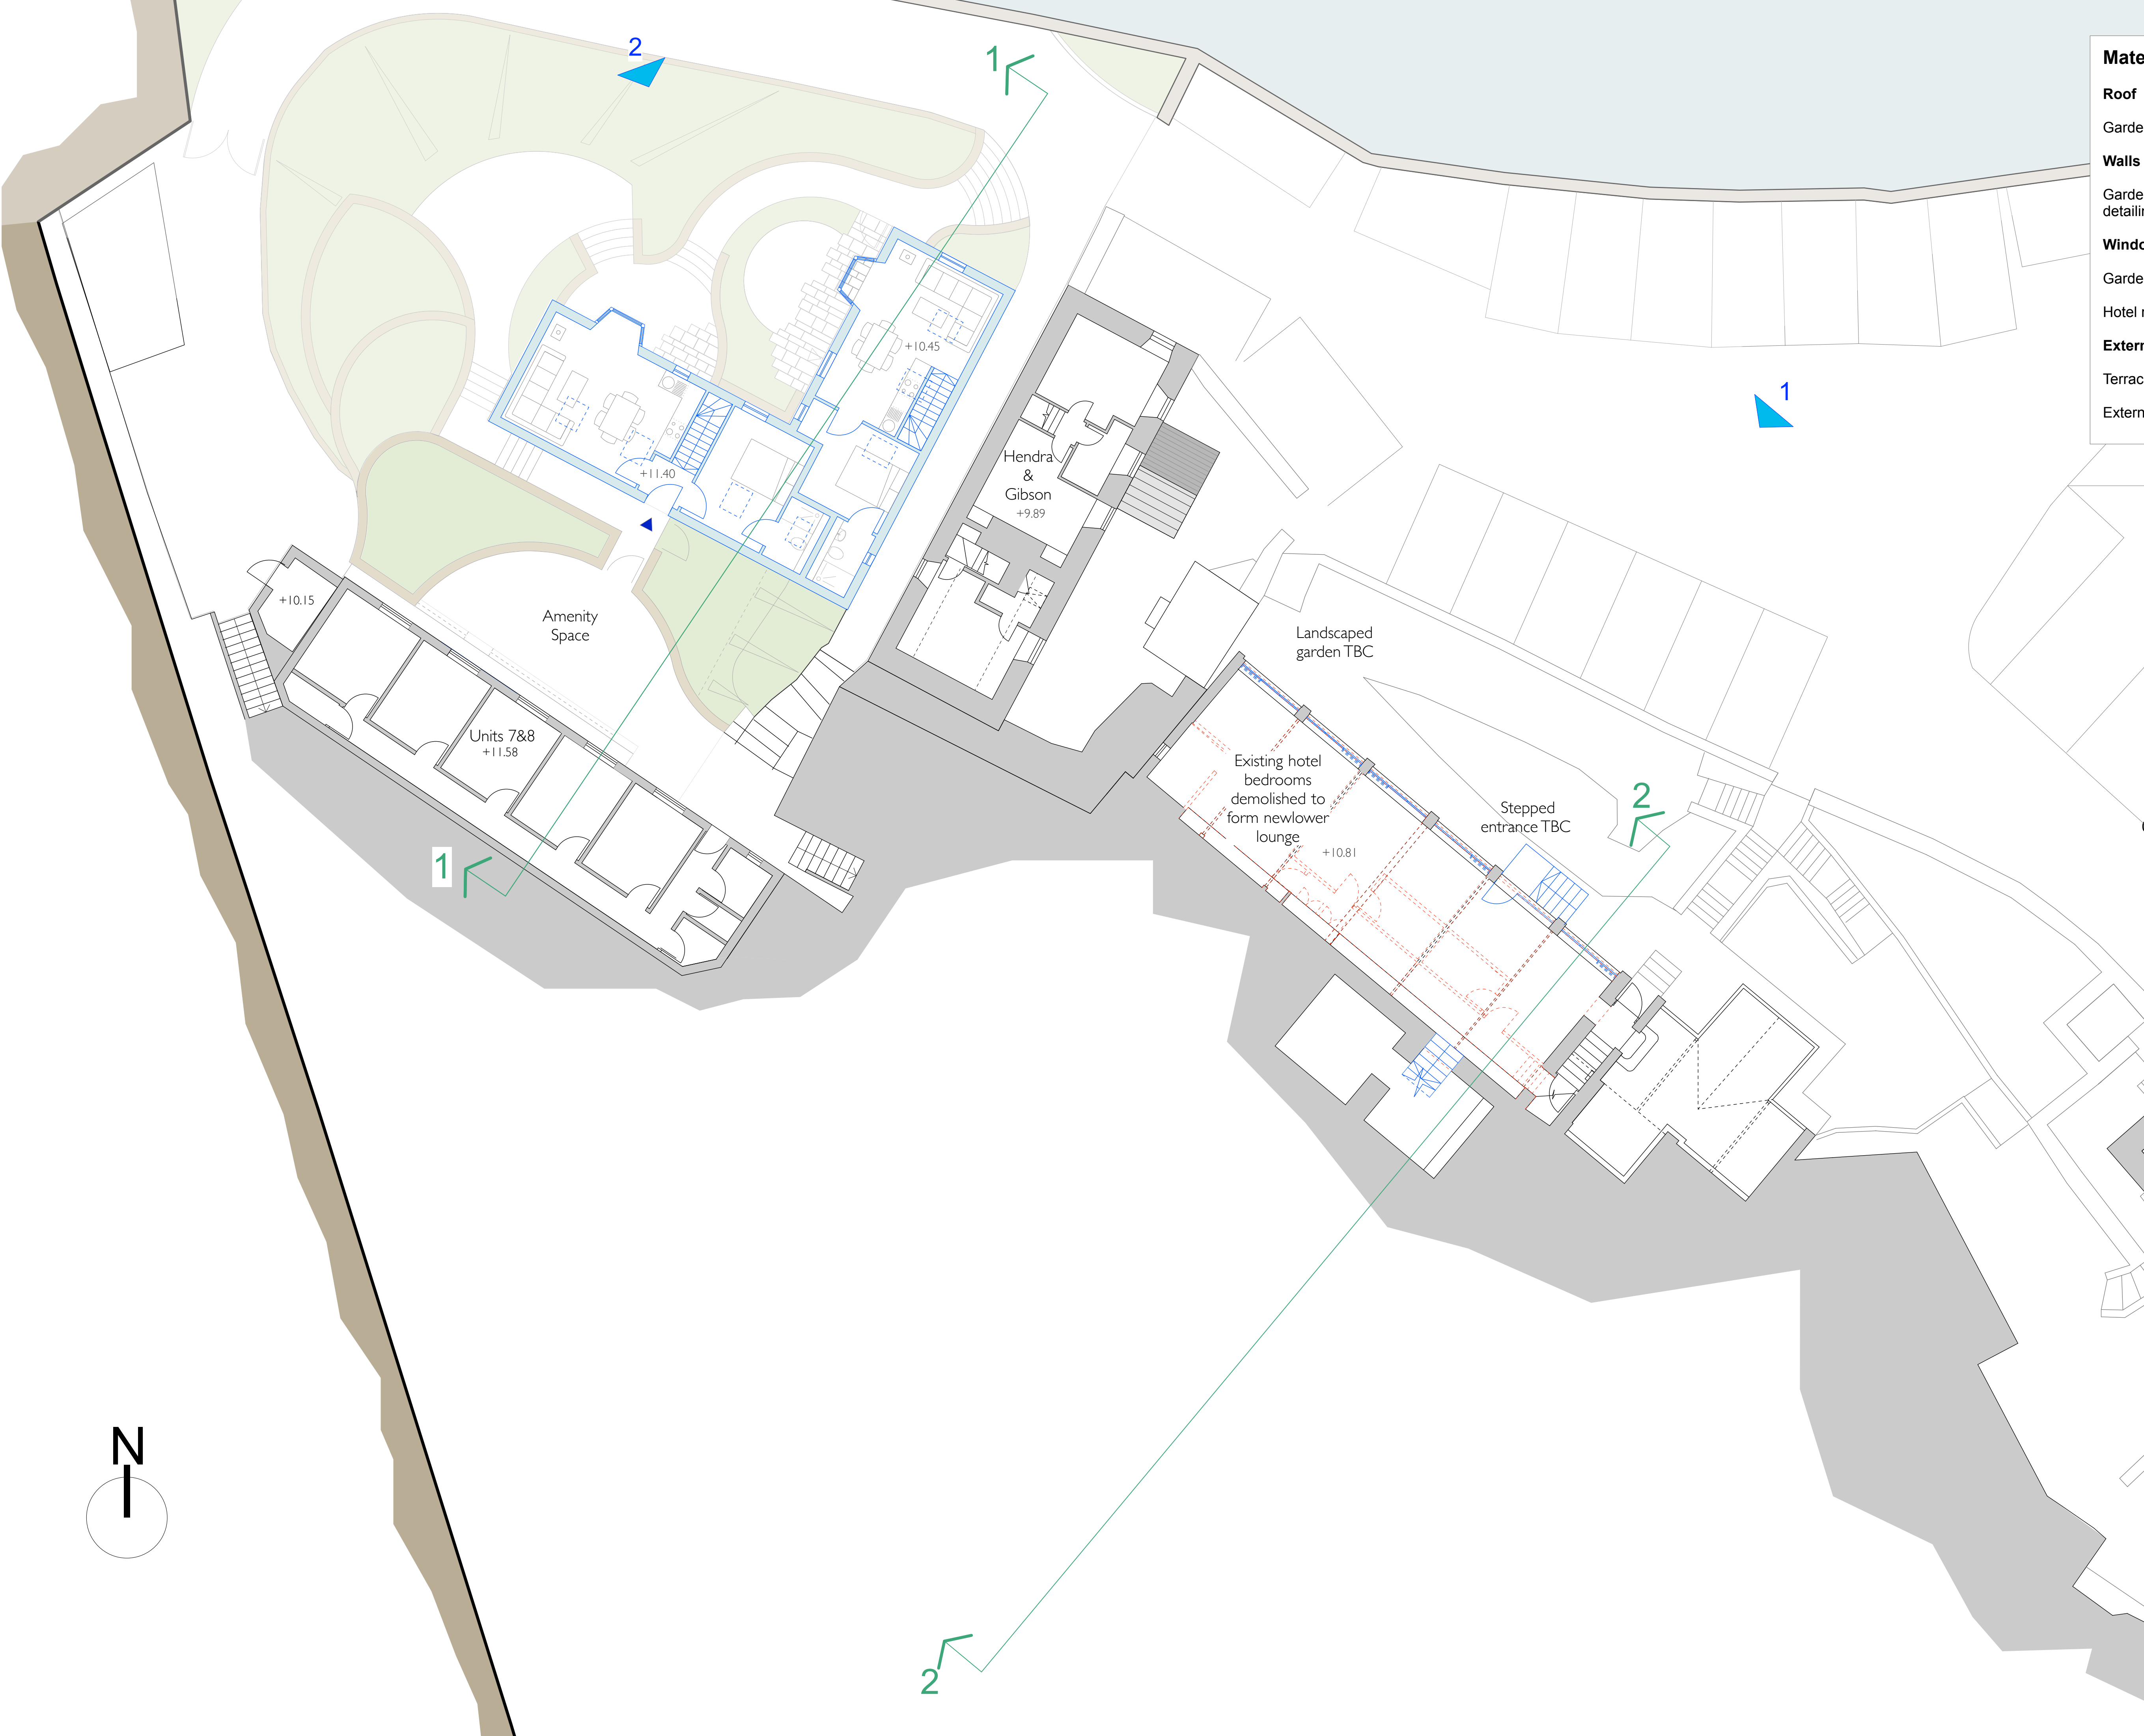 2
1
Mate
Roof
Garde
Walls
Garde
detailin
Windo
Garde
Hotel r
Extern
Terrac
Extern
1
+10.45
+11.40
Hendra
&
Gibson
+9.89
+10.15
Amenity
Space
Landscaped
garden TBC
Units 7&8
+11.58
Existing hotel
bedrooms
demolished to
form newlower
lounge
+10.81
2
Stepped
entrance TBC
1
N
2